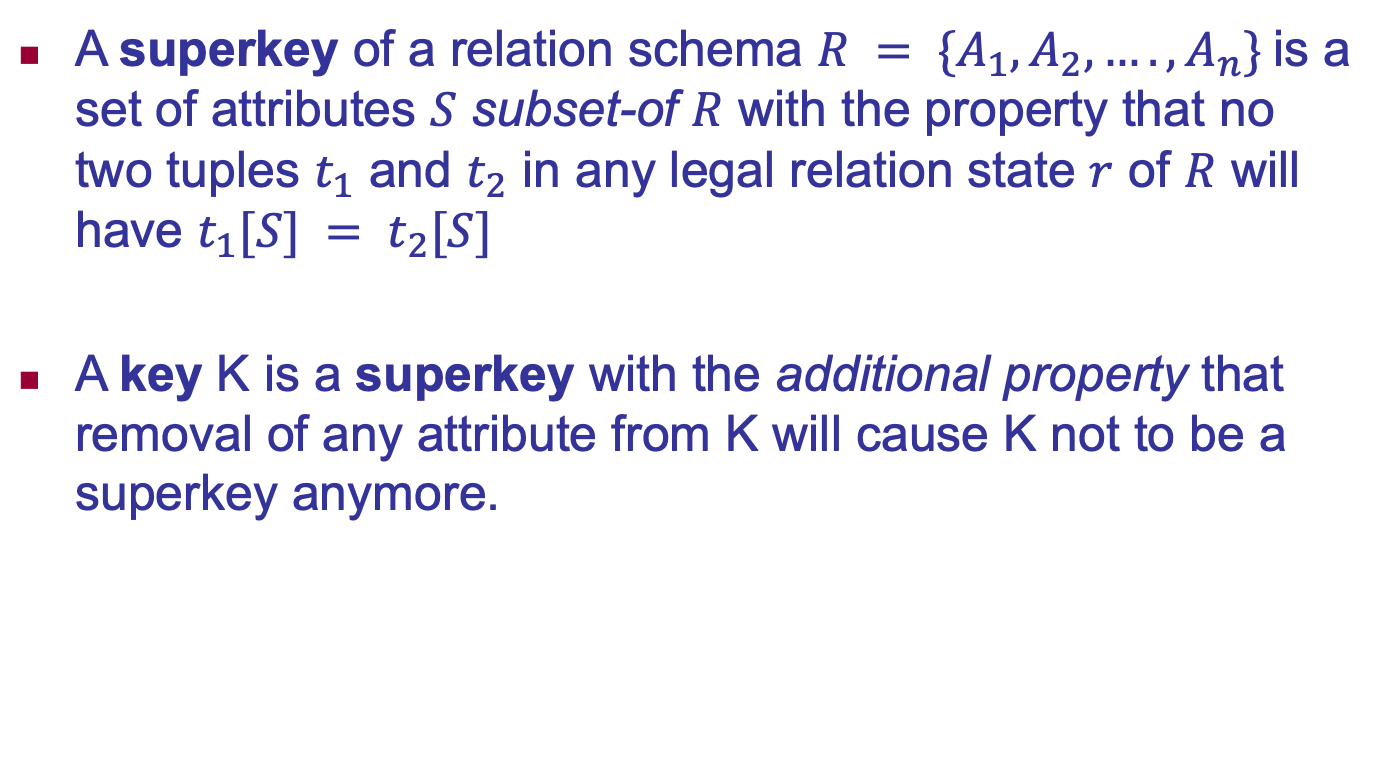 ▪ A superkey of a relation schema R = {A₁, A₂, … . , Aₙ} is a
set of attributes S subset-of R with the property that no
two tuples t₁ and t₂ in any legal relation state r of R will
have t₁[S] = t₂[S]
▪ A key K is a superkey with the additional property that
removal of any attribute from K will cause K not to be a
superkey anymore.